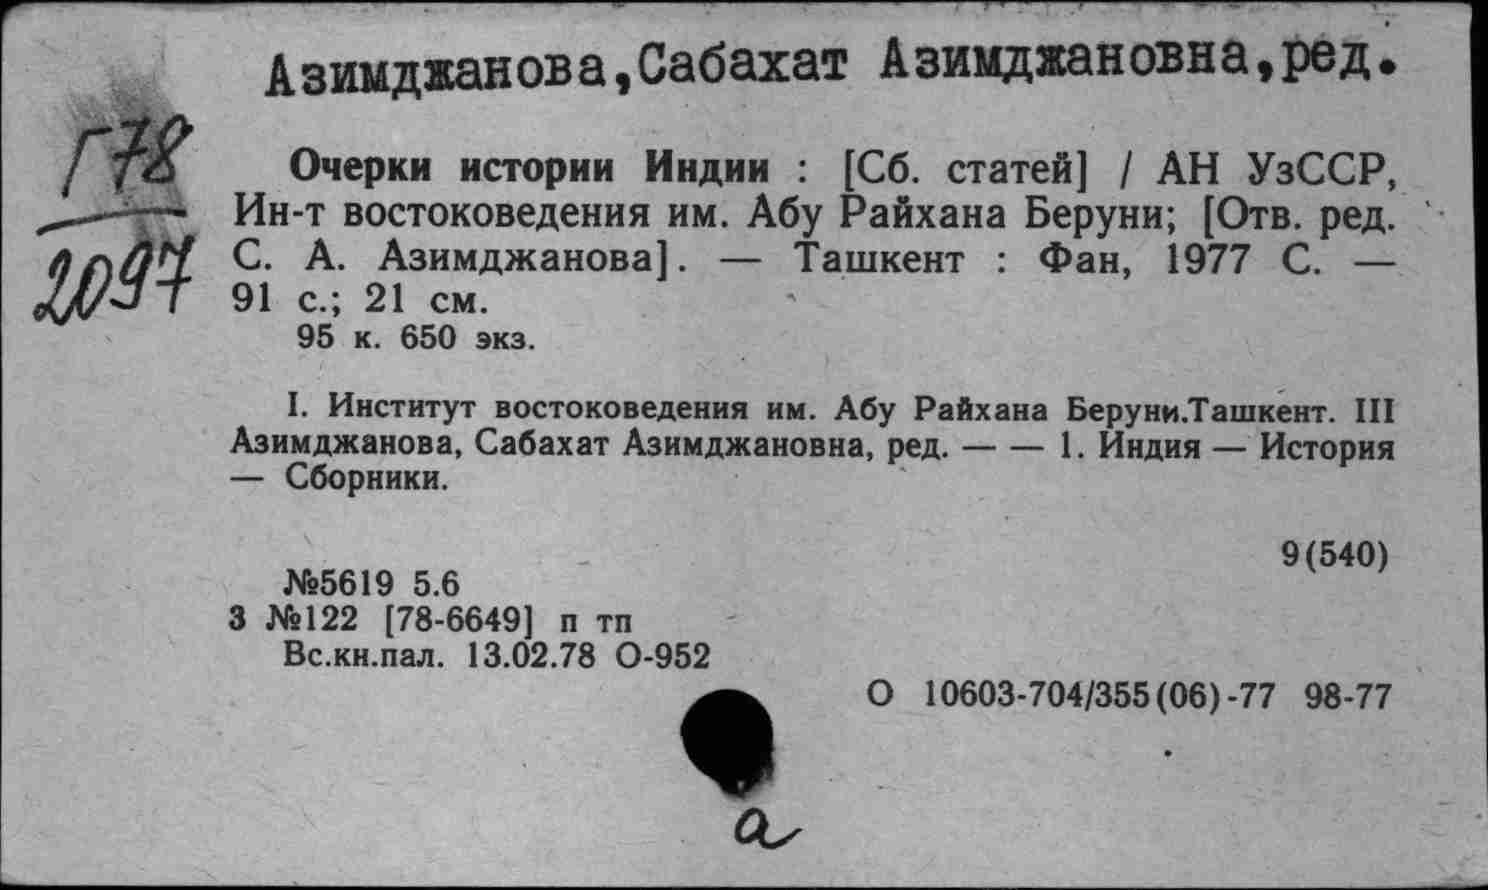 Азимджанова,Сабахат Азимджановна,ред.
Г78
2097
Очерки истории Индии : [Сб. статей] / АН УзССР,
Ин-т востоковедения им. Абу Райхана Беруни; [Отв. ред.
С. А. Азимджанова]. — Ташкент : Фан, 1977 С. —
91 с.; 21 см.
95 к. 650 экз.
I. Институт востоковедения им. Абу Райхана Беруни.Ташкент. III
Азимджанова, Сабахат Азимджановна, ред. — — 1. Индия — История
— Сборники.
9(540)
№5619 5.6
3 №122 [78-6649] п тп
Вс.кн.пал. 13.02.78 О-952
О 10603-704/355(06)-77 98-77
а